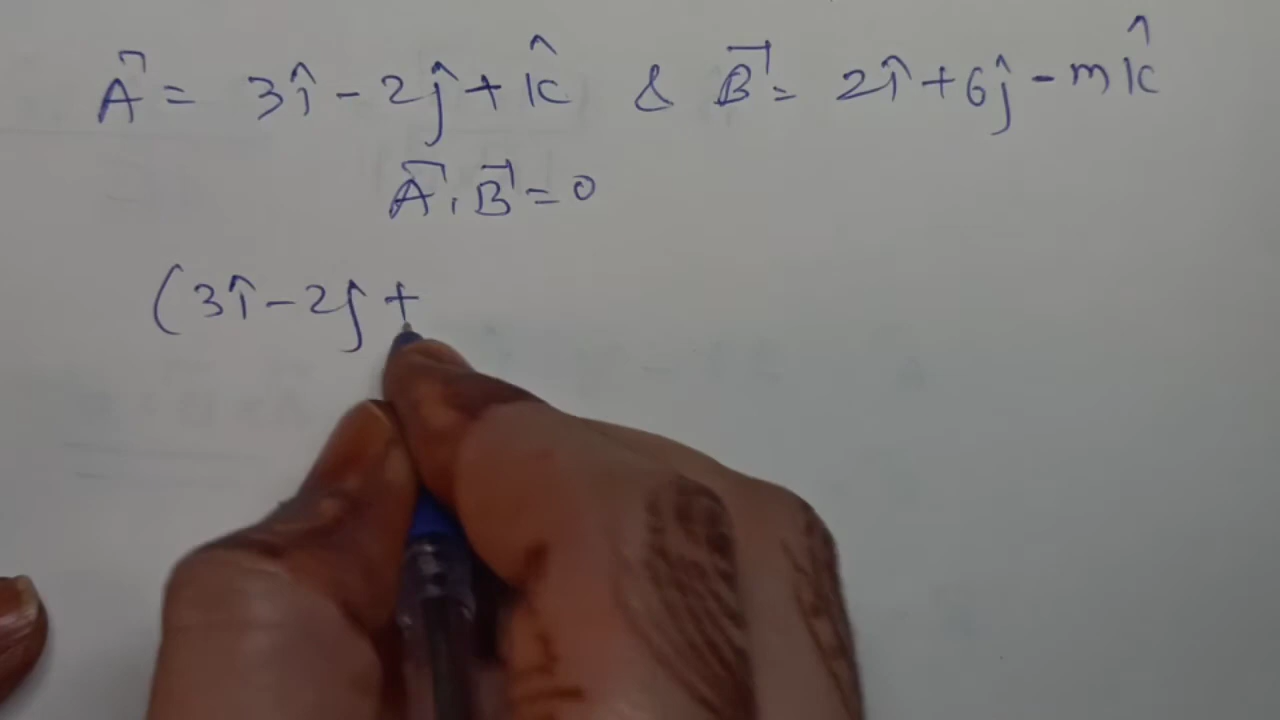 A⃗ = 3î - 2ĵ + k̂ & B⃗ = 2î + 6ĵ - mk̂
A⃗ . B⃗ = 0
(3î - 2ĵ +